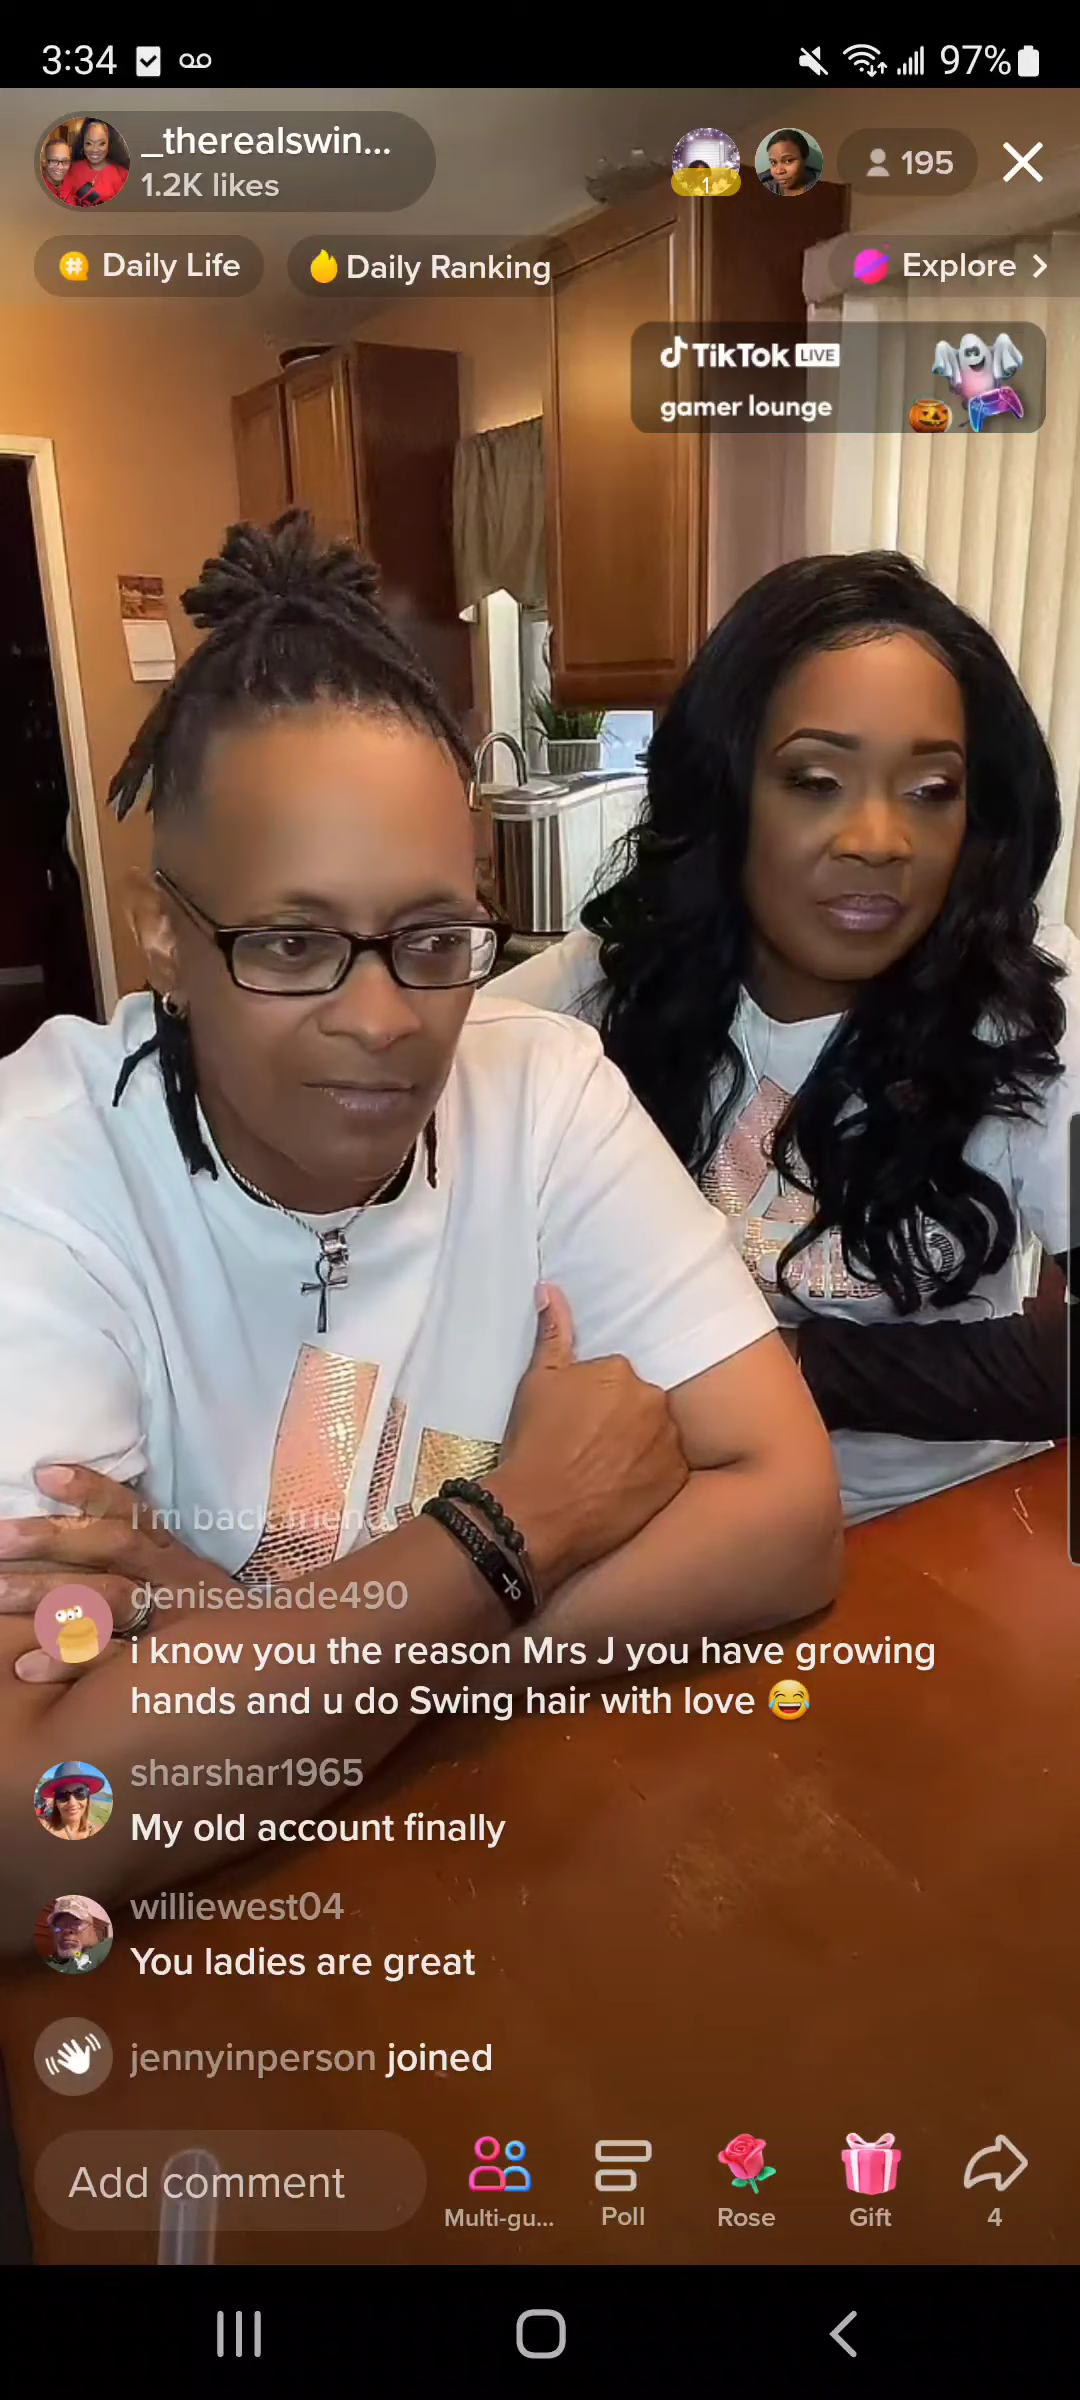 3:34
97%
_therealswin...
1.2K likes
1
195
Daily Life
Daily Ranking
Explore
TikTok LIVE
gamer lounge
I'm back friend
deniseslade490
i know you the reason Mrs J you have growing
hands and u do Swing hair with love 😂
sharshar1965
My old account finally
williewest04
You ladies are great
jennyinperson joined
Add comment
Multi-gu...
Poll
Rose
Gift
4